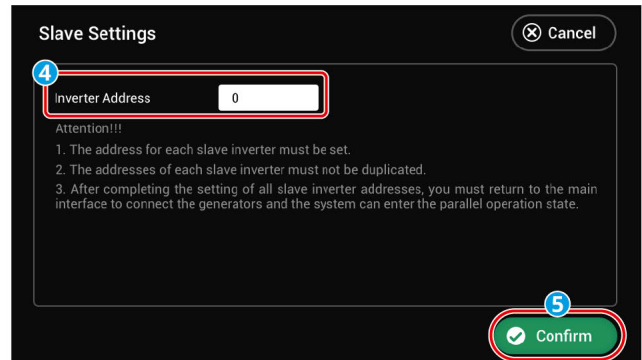 Slave Settings
Cancel
4
Inverter Address 0
Attention!!!
1. The address for each slave inverter must be set.
2. The addresses of each slave inverter must not be duplicated.
3. After completing the setting of all slave inverter addresses, you must return to the main
interface to connect the generators and the system can enter the parallel operation state.
5
Confirm